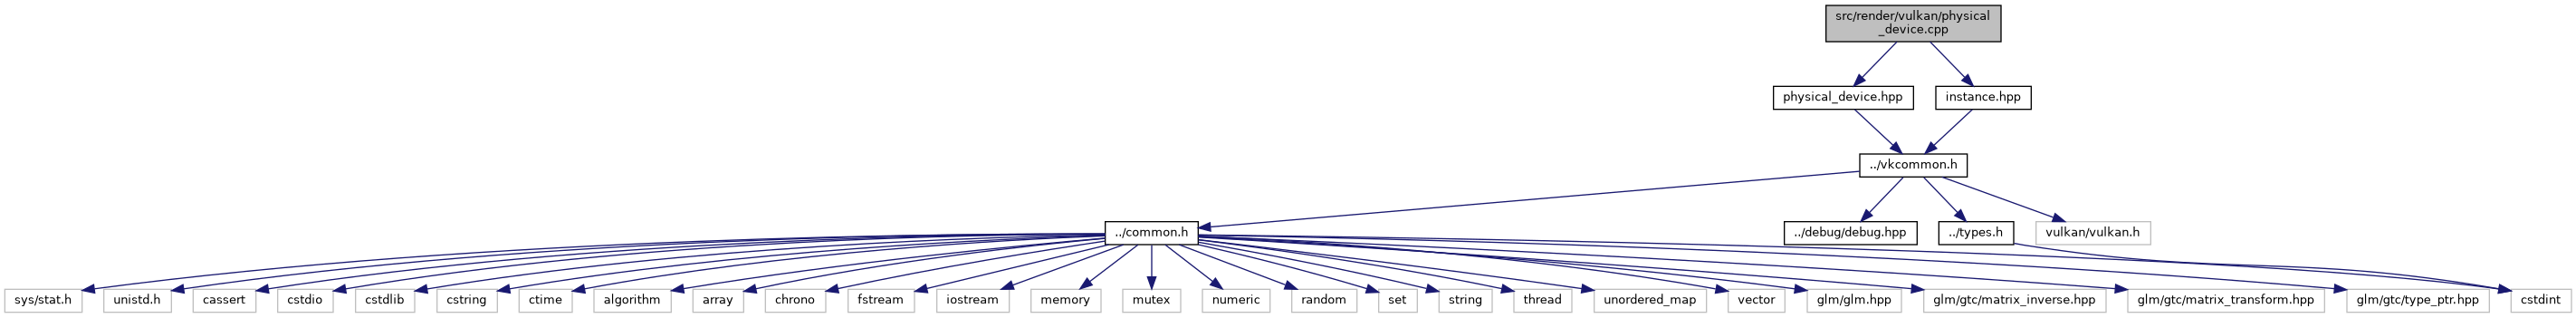 src/render/vulkan/physical
_device.cpp
physical_device.hpp
instance.hpp
../vkcommon.h
../common.h
../debug/debug.hpp
../types.h
vulkan/vulkan.h
sys/stat.h
unistd.h
cassert
cstdio
cstdlib
cstring
ctime
algorithm
array
chrono
fstream
iostream
memory
mutex
numeric
random
set
string
thread
unordered_map
vector
glm/glm.hpp
glm/gtc/matrix_inverse.hpp
glm/gtc/matrix_transform.hpp
glm/gtc/type_ptr.hpp
cstdint